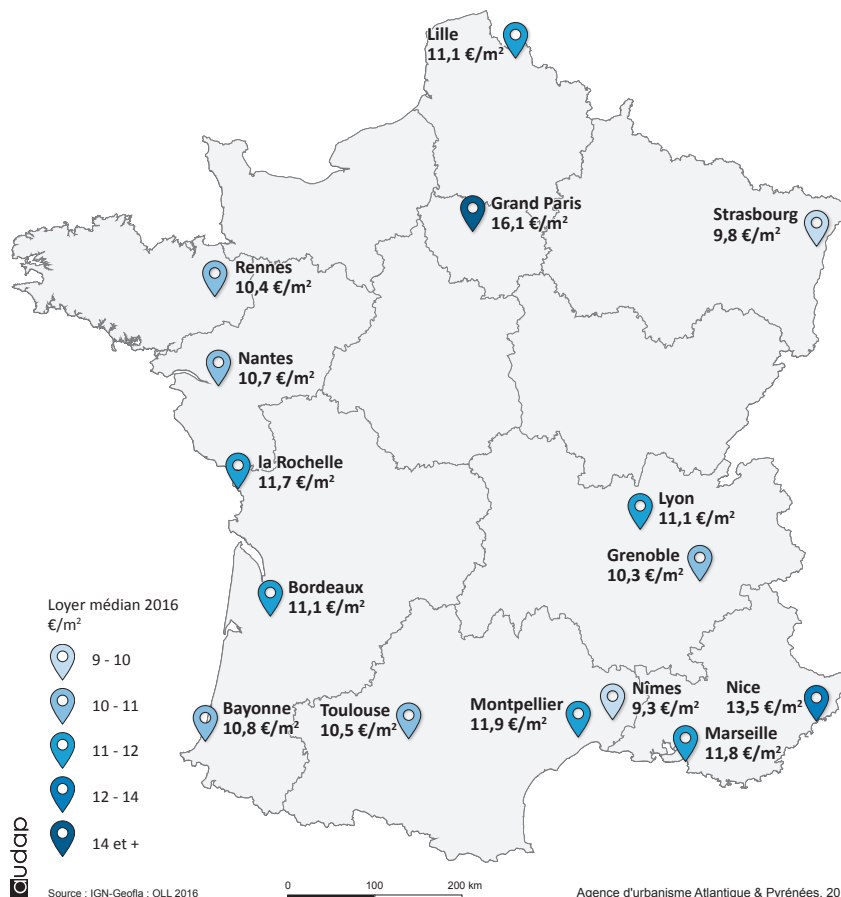 Lille
11,1 €/m²
Grand Paris
16,1 €/m²
Strasbourg
9,8 €/m²
Rennes
10,4 €/m²
Nantes
10,7 €/m²
la Rochelle
11,7 €/m²
Lyon
11,1 €/m²
Grenoble
10,3 €/m²
Bordeaux
11,1 €/m²
Bayonne
10,8 €/m²
Toulouse
10,5 €/m²
Montpellier
11,9 €/m²
Nîmes
9,3 €/m²
Nice
13,5 €/m²
Marseille
11,8 €/m²
Loyer médian 2016
€/m²
9 - 10
10 - 11
11 - 12
12 - 14
14 et +
audap
Source : IGN-Geofla ; OLL 2016
0 100 200 km
Agence d'urbanisme Atlantique & Pyrénées, 20